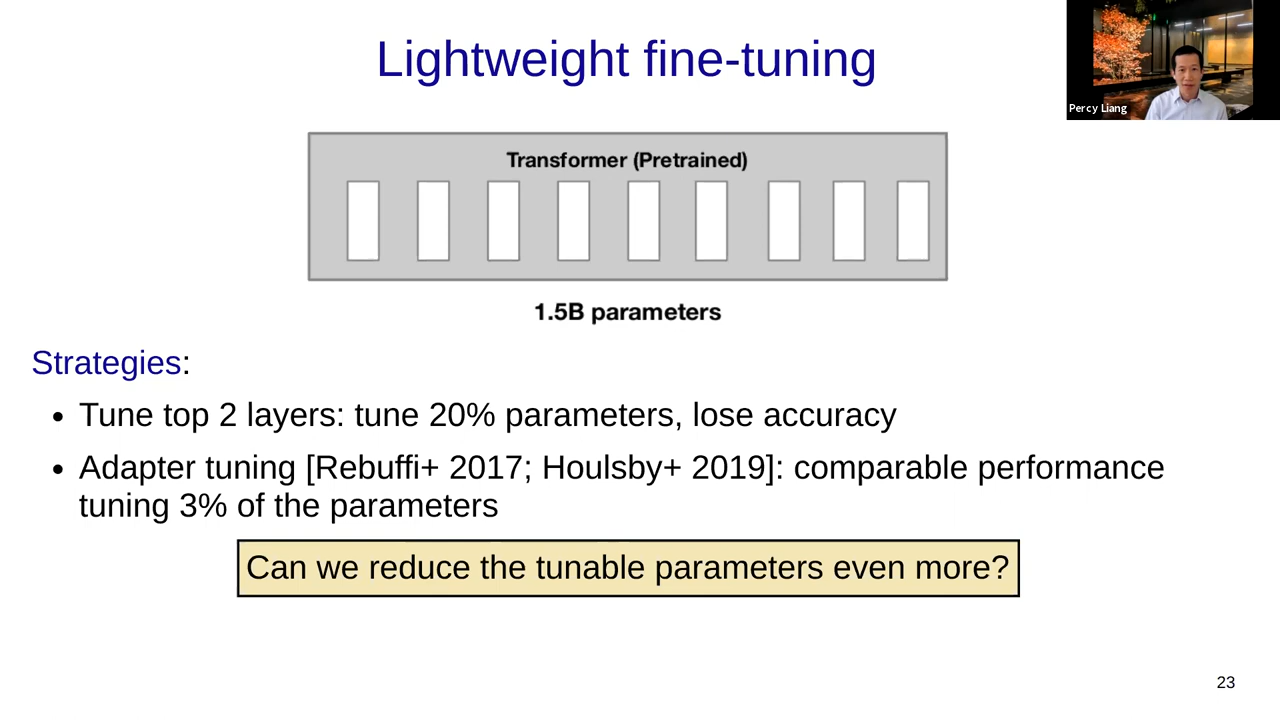 Lightweight fine-tuning
Percy Liang
Transformer (Pretrained)
1.5B parameters
Strategies:
• Tune top 2 layers: tune 20% parameters, lose accuracy
• Adapter tuning [Rebuffi+ 2017; Houlsby+ 2019]: comparable performance
tuning 3% of the parameters
Can we reduce the tunable parameters even more?
23